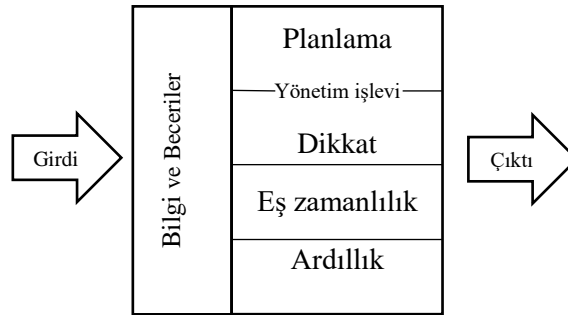 Girdi
Bilgi ve Beceriler
Planlama
Yönetim işlevi
Dikkat
Eş zamanlılık
Ardıllık
Çıktı